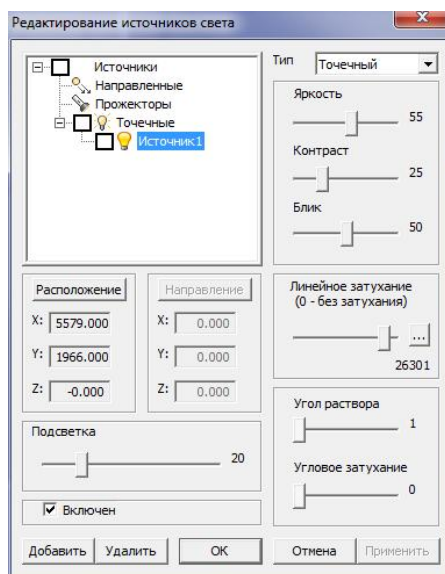 Редактирование источников света
Источники
Направленные
Прожекторы
Точечные
Источник1
Тип Точечный
Яркость
55
Контраст
25
Блик
50
Расположение
X: 5579.000
Y: 1966.000
Z: -0.000
Направление
X: 0.000
Y: 0.000
Z: 0.000
Линейное затухание
(0 - без затухания)
...
26301
Подсветка
20
Угол раствора
1
Угловое затухание
0
Включен
Добавить Удалить OK Отмена Применить